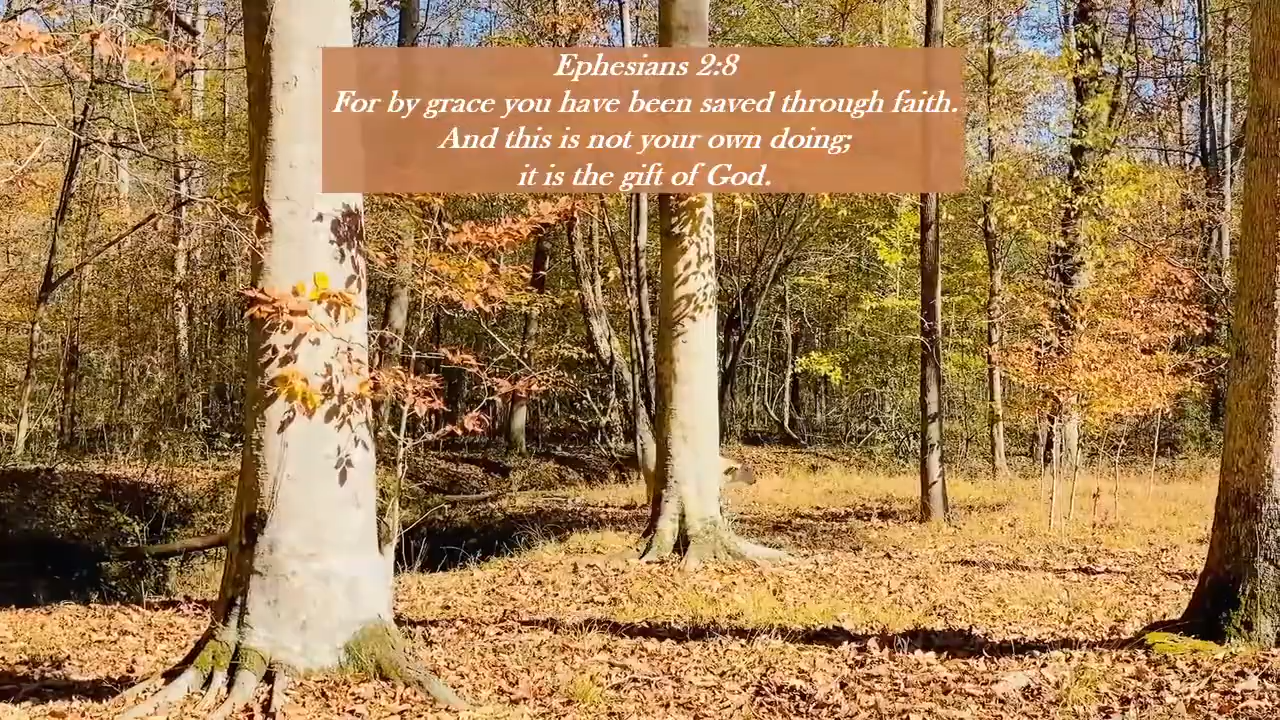 Ephesians 2:8
For by grace you have been saved through faith.
And this is not your own doing;
it is the gift of God.